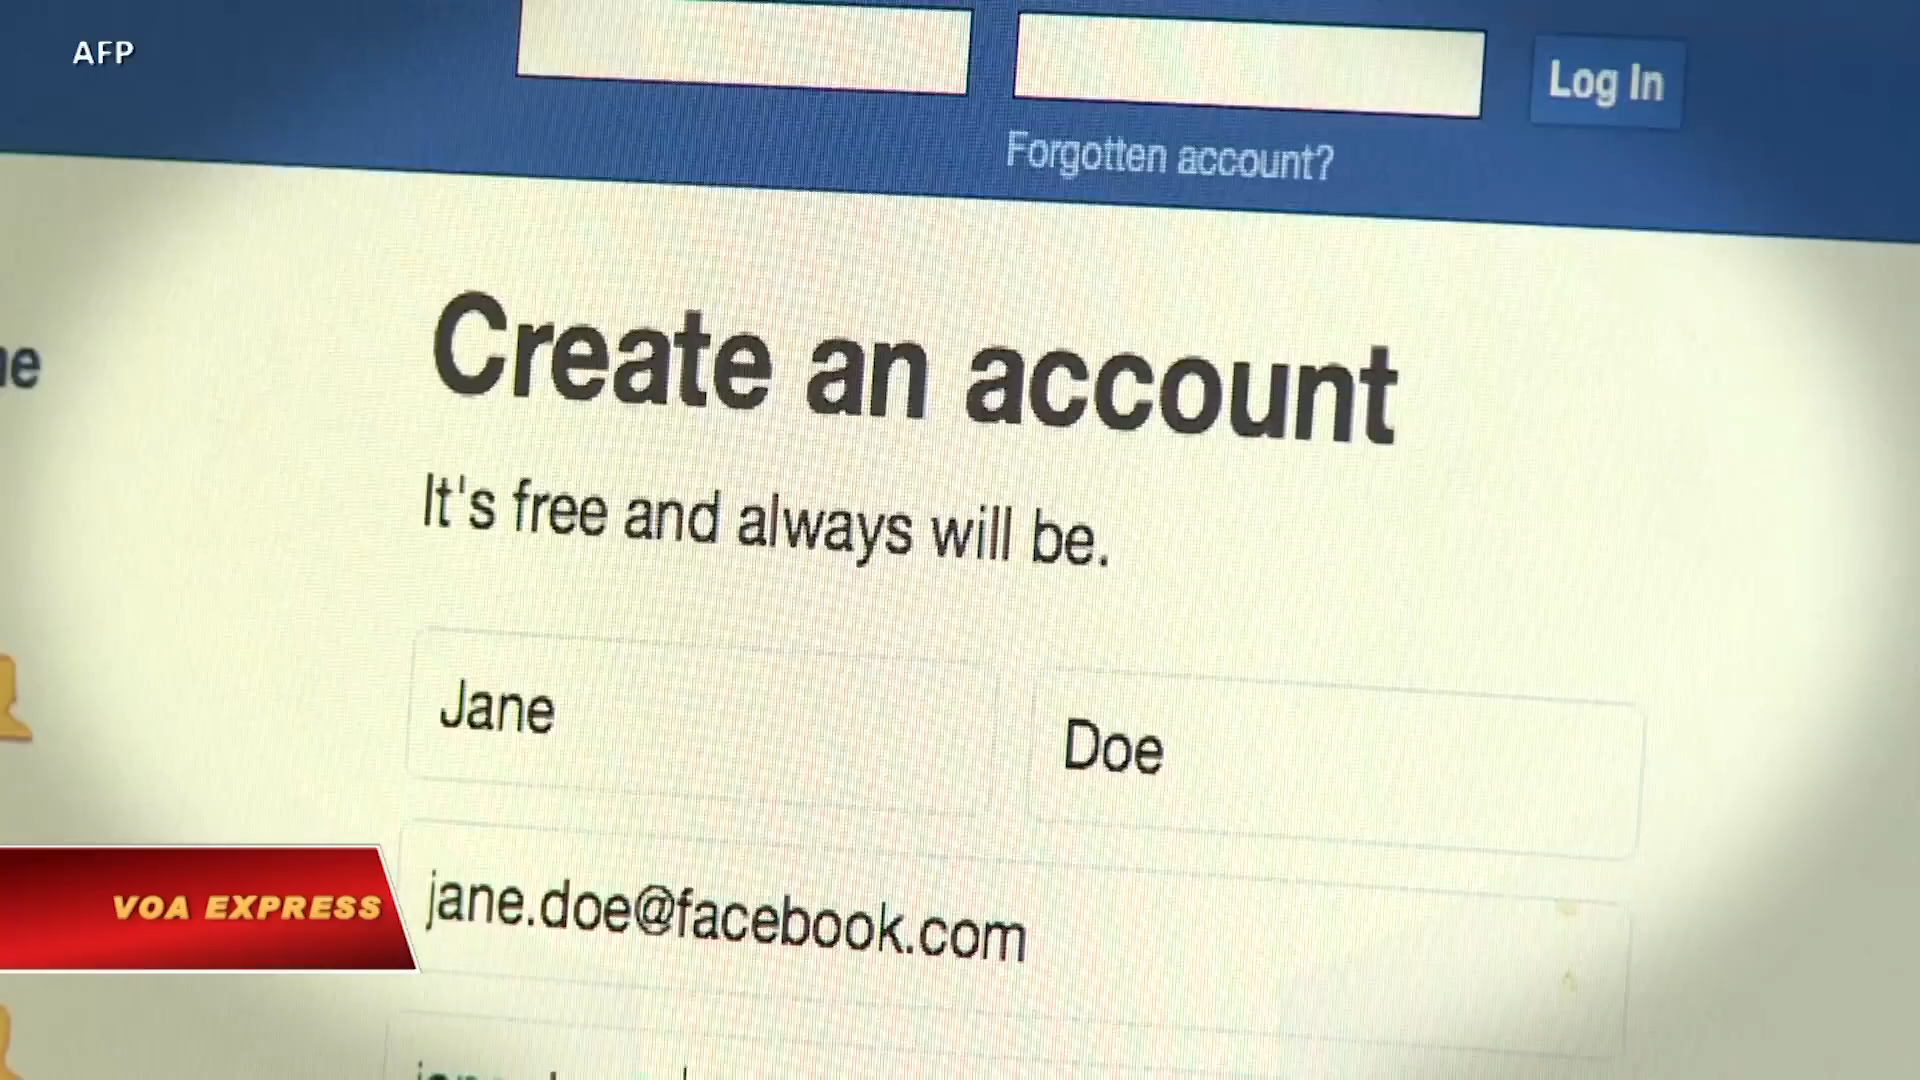 AFP
Log In
Forgotten account?
Create an account
It's free and always will be.
Jane
Doe
jane.doe@facebook.com
VOA EXPRESS